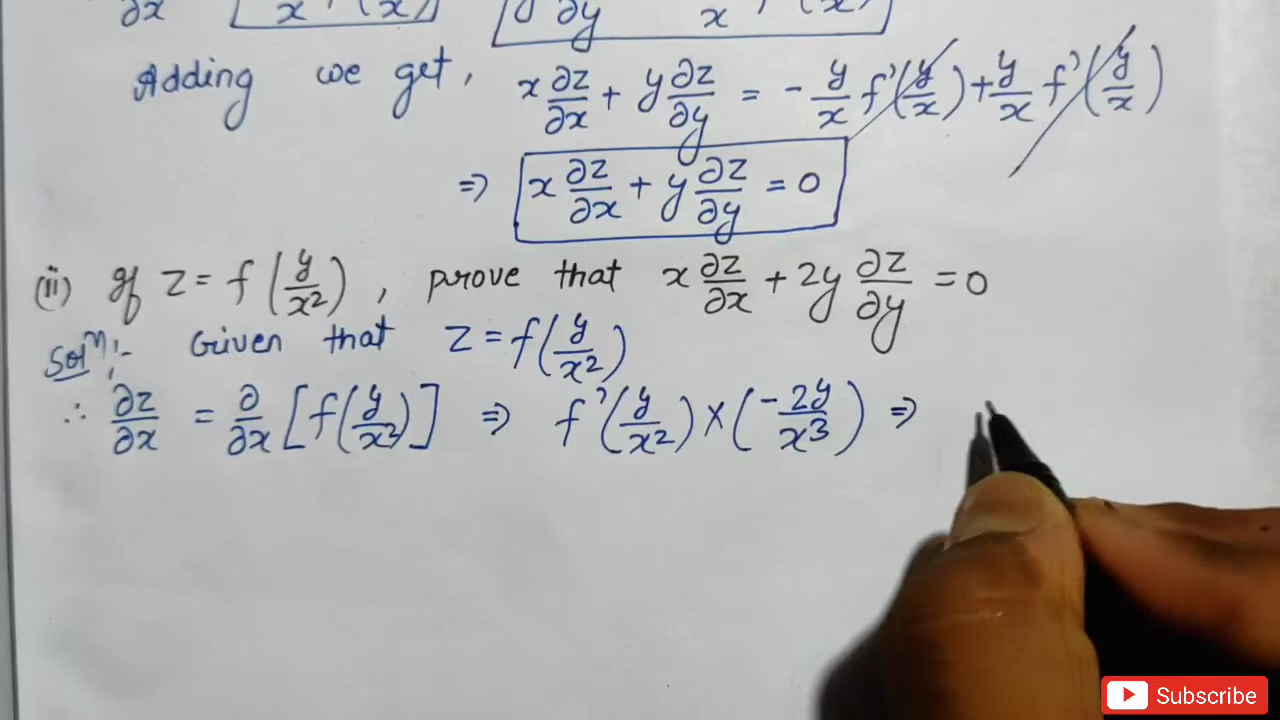 ∂x x (x) y ∂y x (x)
Adding we get, x ∂z/∂x + y ∂z/∂y = - y/x f'(y/x) + y/x f'(y/x)
⇒ x ∂z/∂x + y ∂z/∂y = 0
(ii) If z = f(y/x²), prove that x ∂z/∂x + 2y ∂z/∂y = 0
Solⁿ:- Given that z = f(y/x²)
∴ ∂z/∂x = ∂/∂x [f(y/x²)] ⇒ f'(y/x²) × (-2y/x³) ⇒
Subscribe